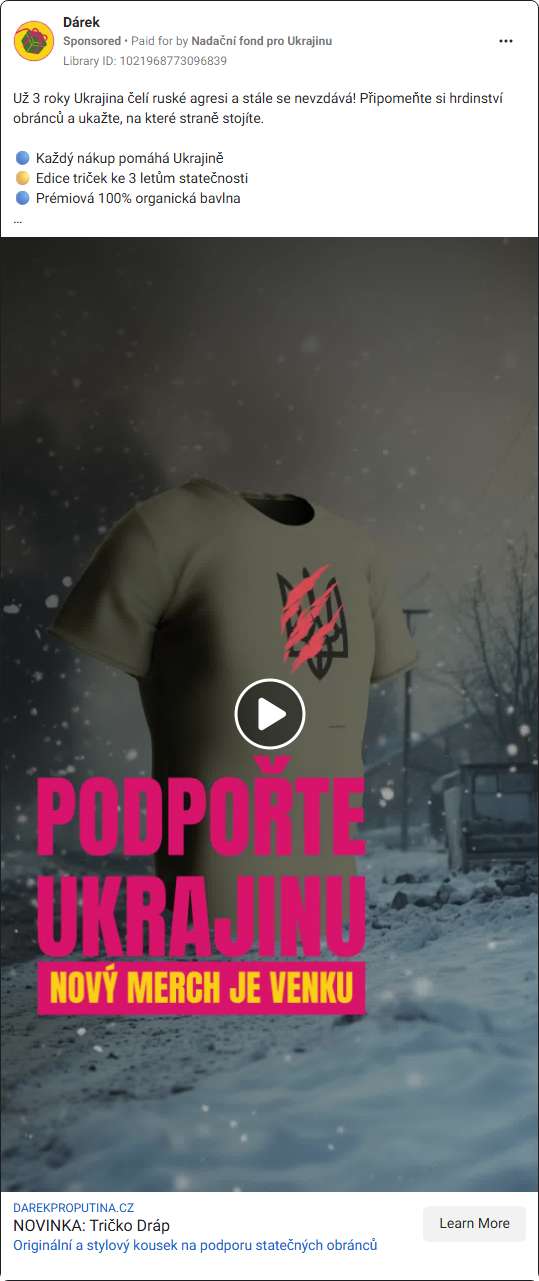 Dárek
Sponsored • Paid for by Nadační fond pro Ukrajinu
Library ID: 1021968773096839
Už 3 roky Ukrajina čelí ruské agresi a stále se nevzdává! Připomeňte si hrdinství
obránců a ukažte, na které straně stojíte.
🔵 Každý nákup pomáhá Ukrajině
🟡 Edice triček ke 3 letům statečnosti
🔵 Prémiová 100% organická bavlna
...
PODPOŘTE
UKRAJINU
NOVÝ MERCH JE VENKU
DAREKPROPUTINA.CZ
NOVINKA: Tričko Dráp
Originální a stylový kousek na podporu statečných obránců
Learn More